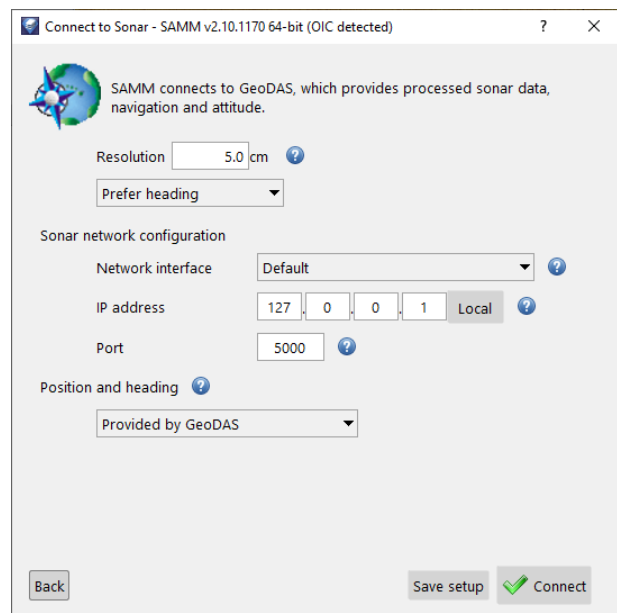 Connect to Sonar - SAMM v2.10.1170 64-bit (OIC detected) ?
SAMM connects to GeoDAS, which provides processed sonar data,
navigation and attitude.
Resolution 5.0 cm ?
Prefer heading
Sonar network configuration
Network interface Default ?
IP address 127 . 0 . 0 . 1 Local ?
Port 5000 ?
Position and heading ?
Provided by GeoDAS
Back Save setup Connect